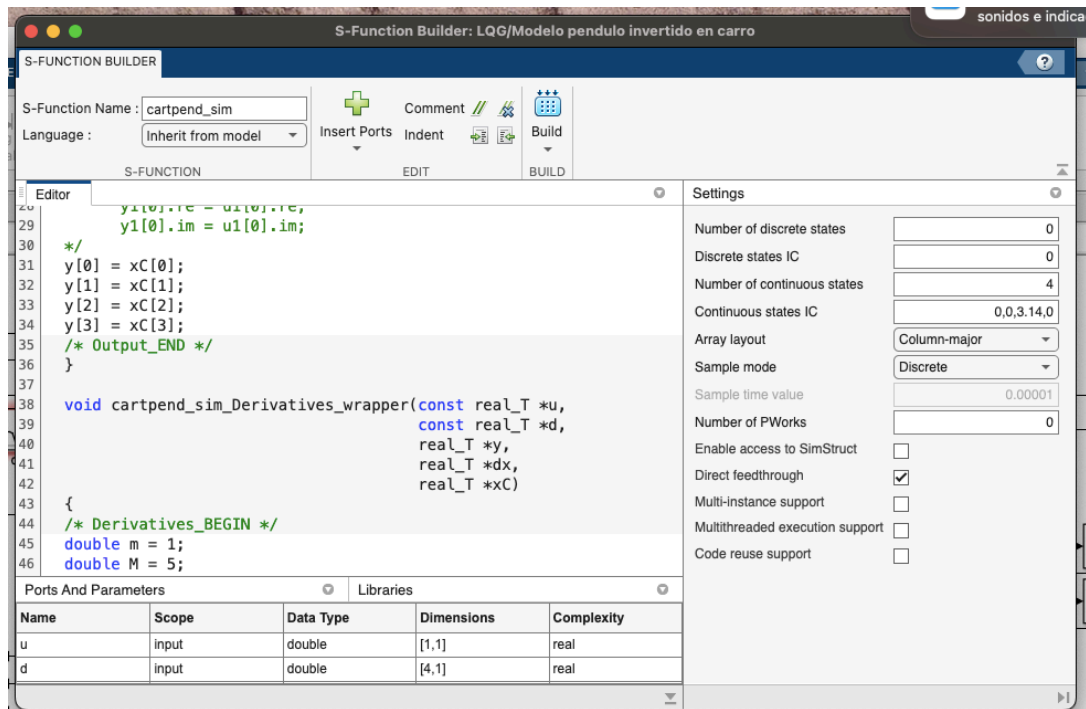 sonidos e indica
S-Function Builder: LQG/Modelo pendulo invertido en carro
S-FUNCTION BUILDER
?
S-Function Name : cartpend_sim
Language : Inherit from model
Insert Ports
Comment //
Indent
Build
S-FUNCTION
EDIT
BUILD
Editor
28 y1[0].re = u1[0].re;
29 y1[0].im = u1[0].im;
30 */
31 y[0] = xC[0];
32 y[1] = xC[1];
33 y[2] = xC[2];
34 y[3] = xC[3];
35 /* Output_END */
36 }
37
38 void cartpend_sim_Derivatives_wrapper(const real_T *u,
39 const real_T *d,
40 real_T *y,
41 real_T *dx,
42 real_T *xC)
43 {
44 /* Derivatives_BEGIN */
45 double m = 1;
46 double M = 5;
Settings
Number of discrete states 0
Discrete states IC 0
Number of continuous states 4
Continuous states IC 0,0,3.14,0
Array layout Column-major
Sample mode Discrete
Sample time value 0.00001
Number of PWorks 0
Enable access to SimStruct
Direct feedthrough
Multi-instance support
Multithreaded execution support
Code reuse support
Ports And Parameters
Libraries
Name Scope Data Type Dimensions Complexity
u input double [1,1] real
d input double [4,1] real